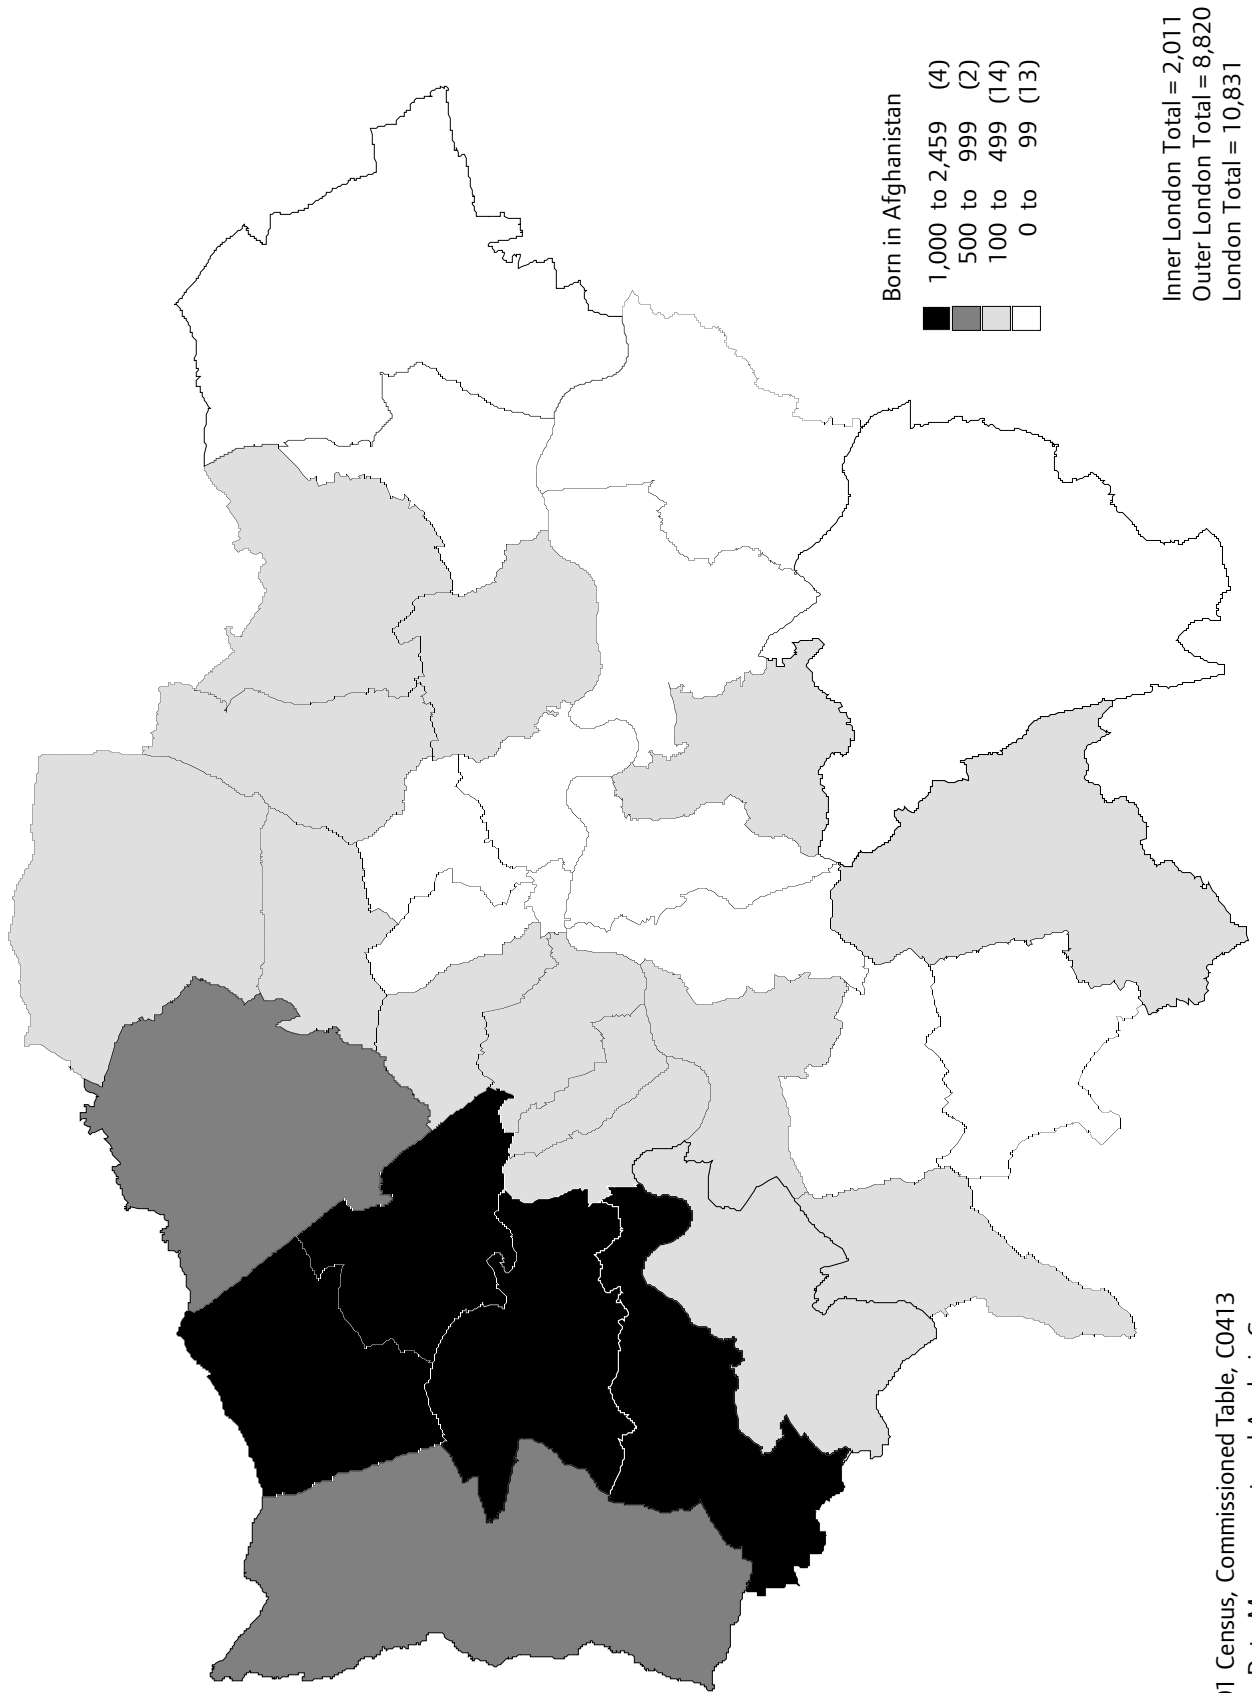 Born in Afghanistan
1,000 to 2,459 (4)
500 to 999 (2)
100 to 499 (14)
0 to 99 (13)
Inner London Total = 2,011
Outer London Total = 8,820
London Total = 10,831
Census, Commissioned Table, C0413